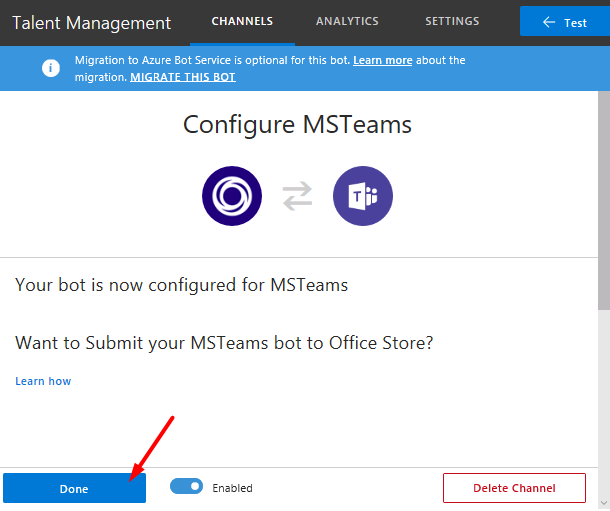 Talent Management CHANNELS ANALYTICS SETTINGS ← Test
Migration to Azure Bot Service is optional for this bot. Learn more about the
migration. MIGRATE THIS BOT
Configure MSTeams
T
Your bot is now configured for MSTeams
Want to Submit your MSTeams bot to Office Store?
Learn how
Done Enabled Delete Channel